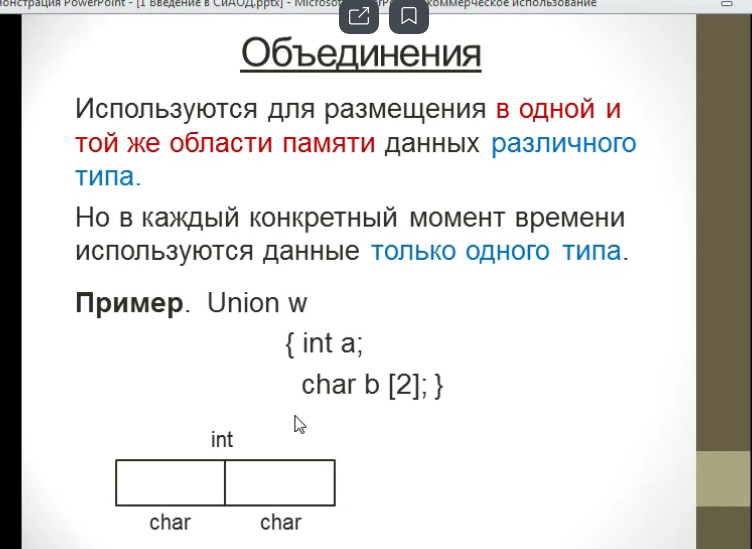 онстрация PowerPoint - [1 Введение в СиАОД.pptx] - Microsof коммерческое использование
Объединения
Используются для размещения в одной и
той же области памяти данных различного
типа.
Но в каждый конкретный момент времени
используются данные только одного типа.
Пример. Union w
{ int a;
char b [2]; }
int
char char